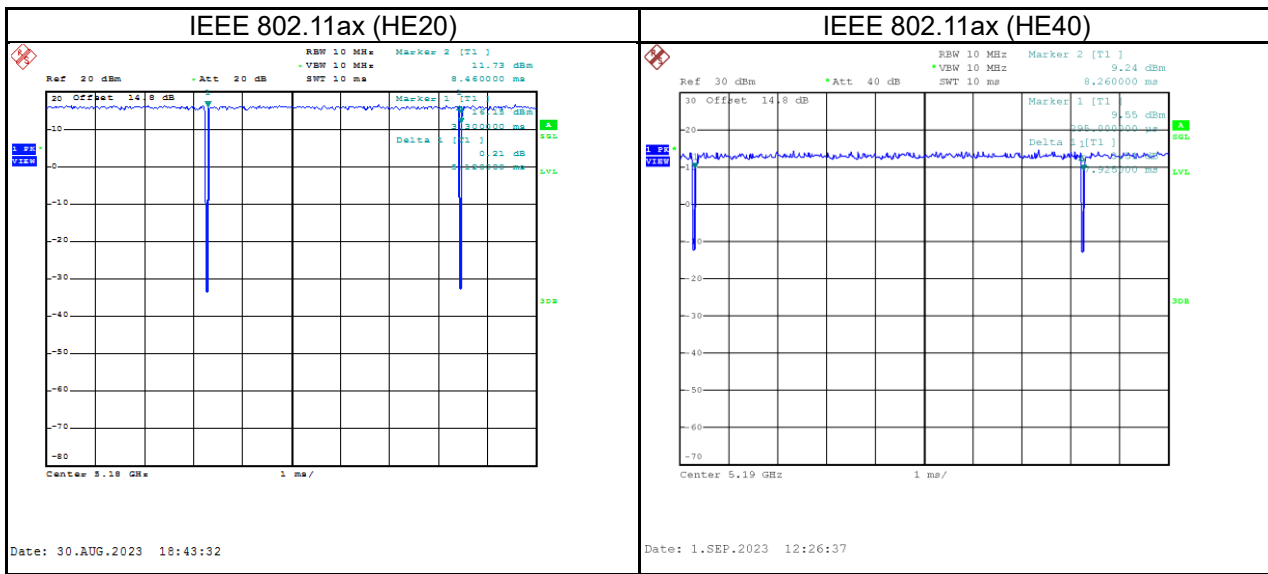 IEEE 802.11ax (HE20)
RBW 10 MHz Marker 2 [T1 ]
VBW 10 MHz 11.73 dBm
Ref 20 dBm *Att 20 dB SWT 10 ms 8.460000 ms
20 Offset 14.8 dB Marker 1 [T1 ]
dBm
ms
A
SGL
Delta 1 [T1 ]
0.21 dB
ms
1 PK
VIEW
LVL
-10
-0
-10
-20
-30
3DB
-40
-50
-60
-70
-80
Center 5.18 GHz 1 ms/
Date: 30.AUG.2023 18:43:32
IEEE 802.11ax (HE40)
RBW 10 MHz Marker 2 [T1 ]
*VBW 10 MHz 9.24 dBm
Ref 30 dBm *Att 40 dB SWT 10 ms 8.260000 ms
30 Offset 14.8 dB Marker 1 [T1 ]
9.55 dBm
295.000000 µs
A
SGL
Delta 1 [T1 ]
dB
7.925000 ms
1 PK
VIEW
LVL
-20
-0
-20
-30
3DB
-40
-50
-60
-70
Center 5.19 GHz 1 ms/
Date: 1.SEP.2023 12:26:37